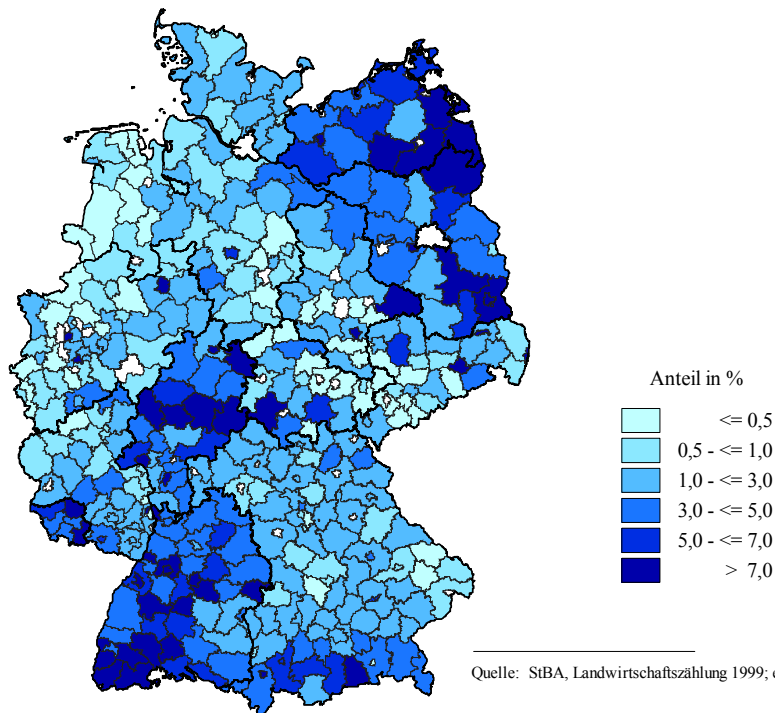 Anteil in %
<= 0,5
0,5 - <= 1,0
1,0 - <= 3,0
3,0 - <= 5,0
5,0 - <= 7,0
> 7,0
Quelle: StBA, Landwirtschaftszählung 1999;